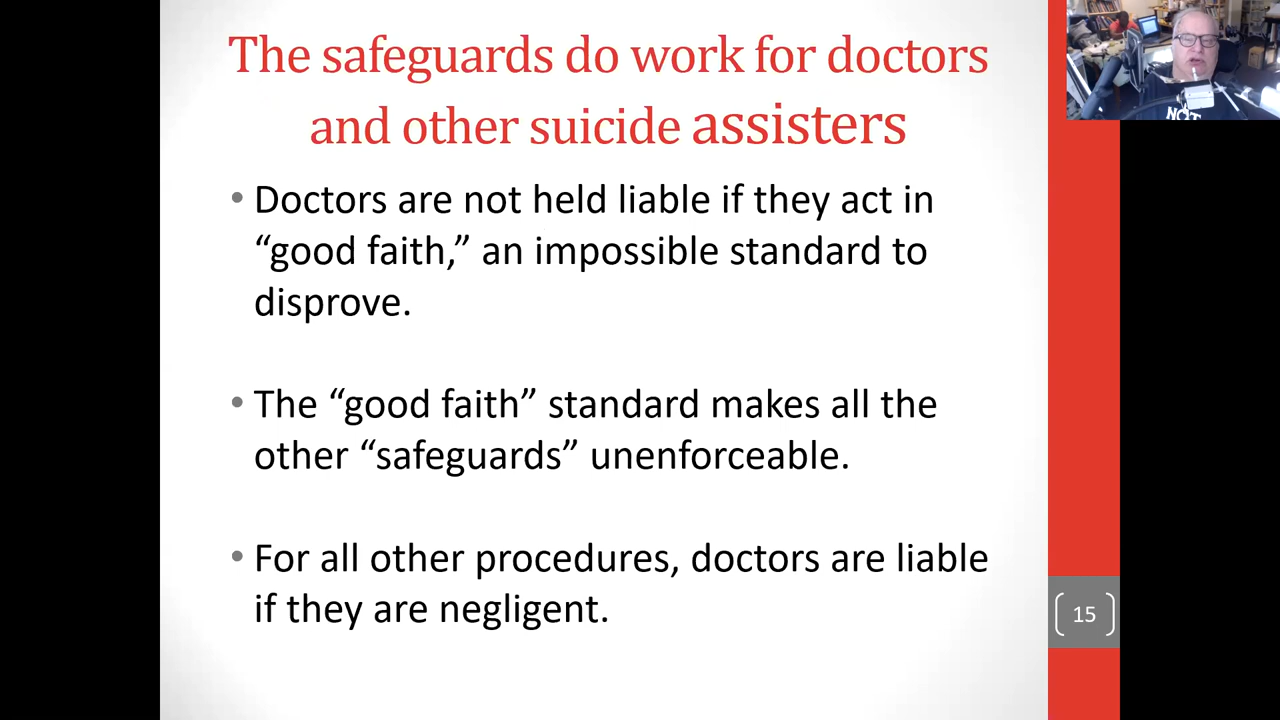 The safeguards do work for doctors
and other suicide assisters
• Doctors are not held liable if they act in
“good faith,” an impossible standard to
disprove.
• The “good faith” standard makes all the
other “safeguards” unenforceable.
• For all other procedures, doctors are liable
if they are negligent.
15
NOT